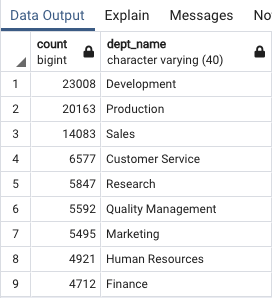 Data Output Explain Messages No
count dept_name
bigint character varying (40)
1 23008 Development
2 20163 Production
3 14083 Sales
4 6577 Customer Service
5 5847 Research
6 5592 Quality Management
7 5495 Marketing
8 4921 Human Resources
9 4712 Finance